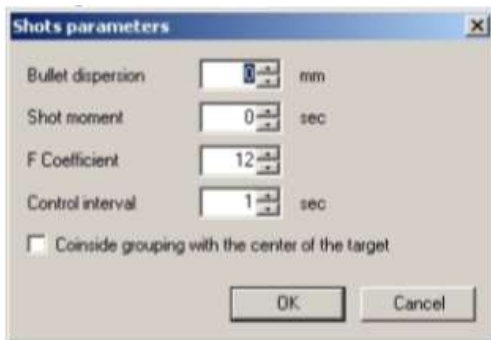 Shots parameters
Bullet dispersion 0 mm
Shot moment 0 sec
F Coefficient 12
Control interval 1 sec
Coinside grouping with the center of the target
OK Cancel